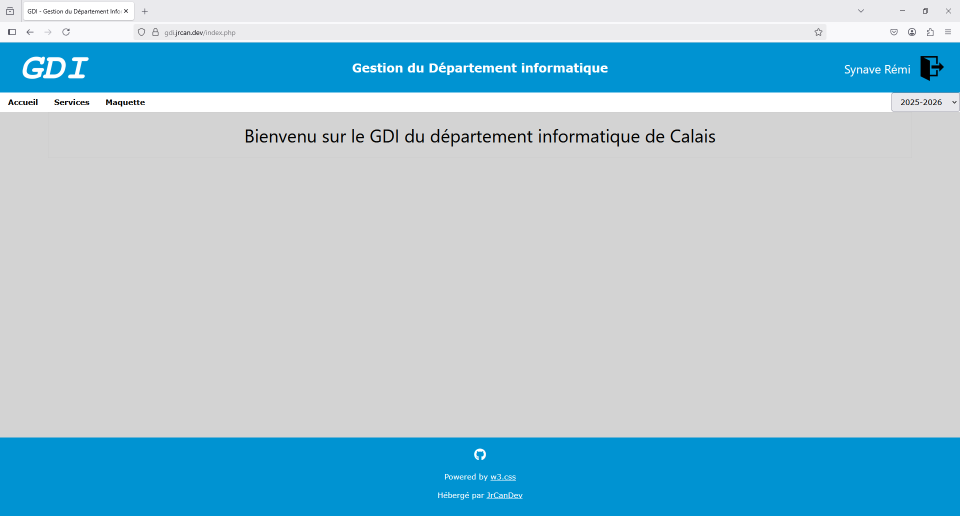 GDI - Gestion du Département Info
gdi.jrcan.dev/index.php
GDI
Gestion du Département informatique
Synave Rémi
Accueil Services Maquette 2025-2026
Bienvenu sur le GDI du département informatique de Calais
Powered by w3.css
Hébergé par JrCanDev